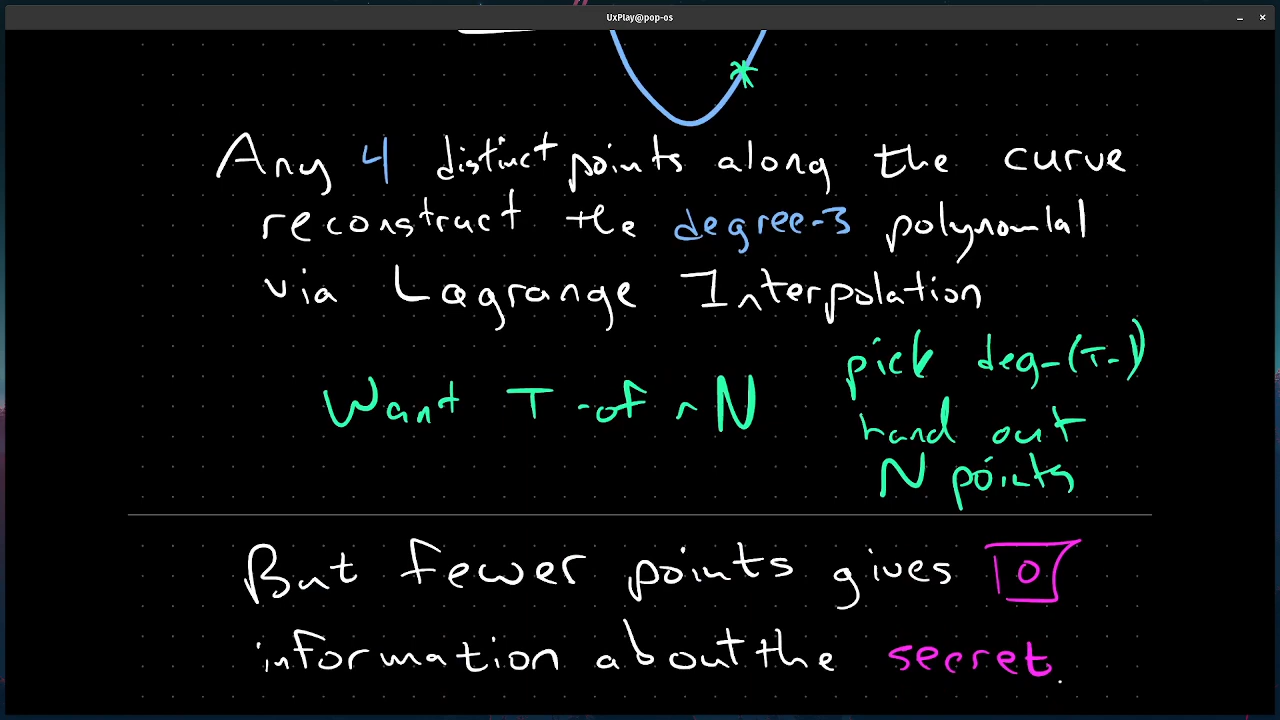 UxPlay@pop-os
Any 4 distinct points along the curve
reconstruct the degree-3 polynomial
via Lagrange Interpolation
Want T-of-N
pick deg-(T-1)
hand out
N points
But fewer points gives 0
information about the secret.